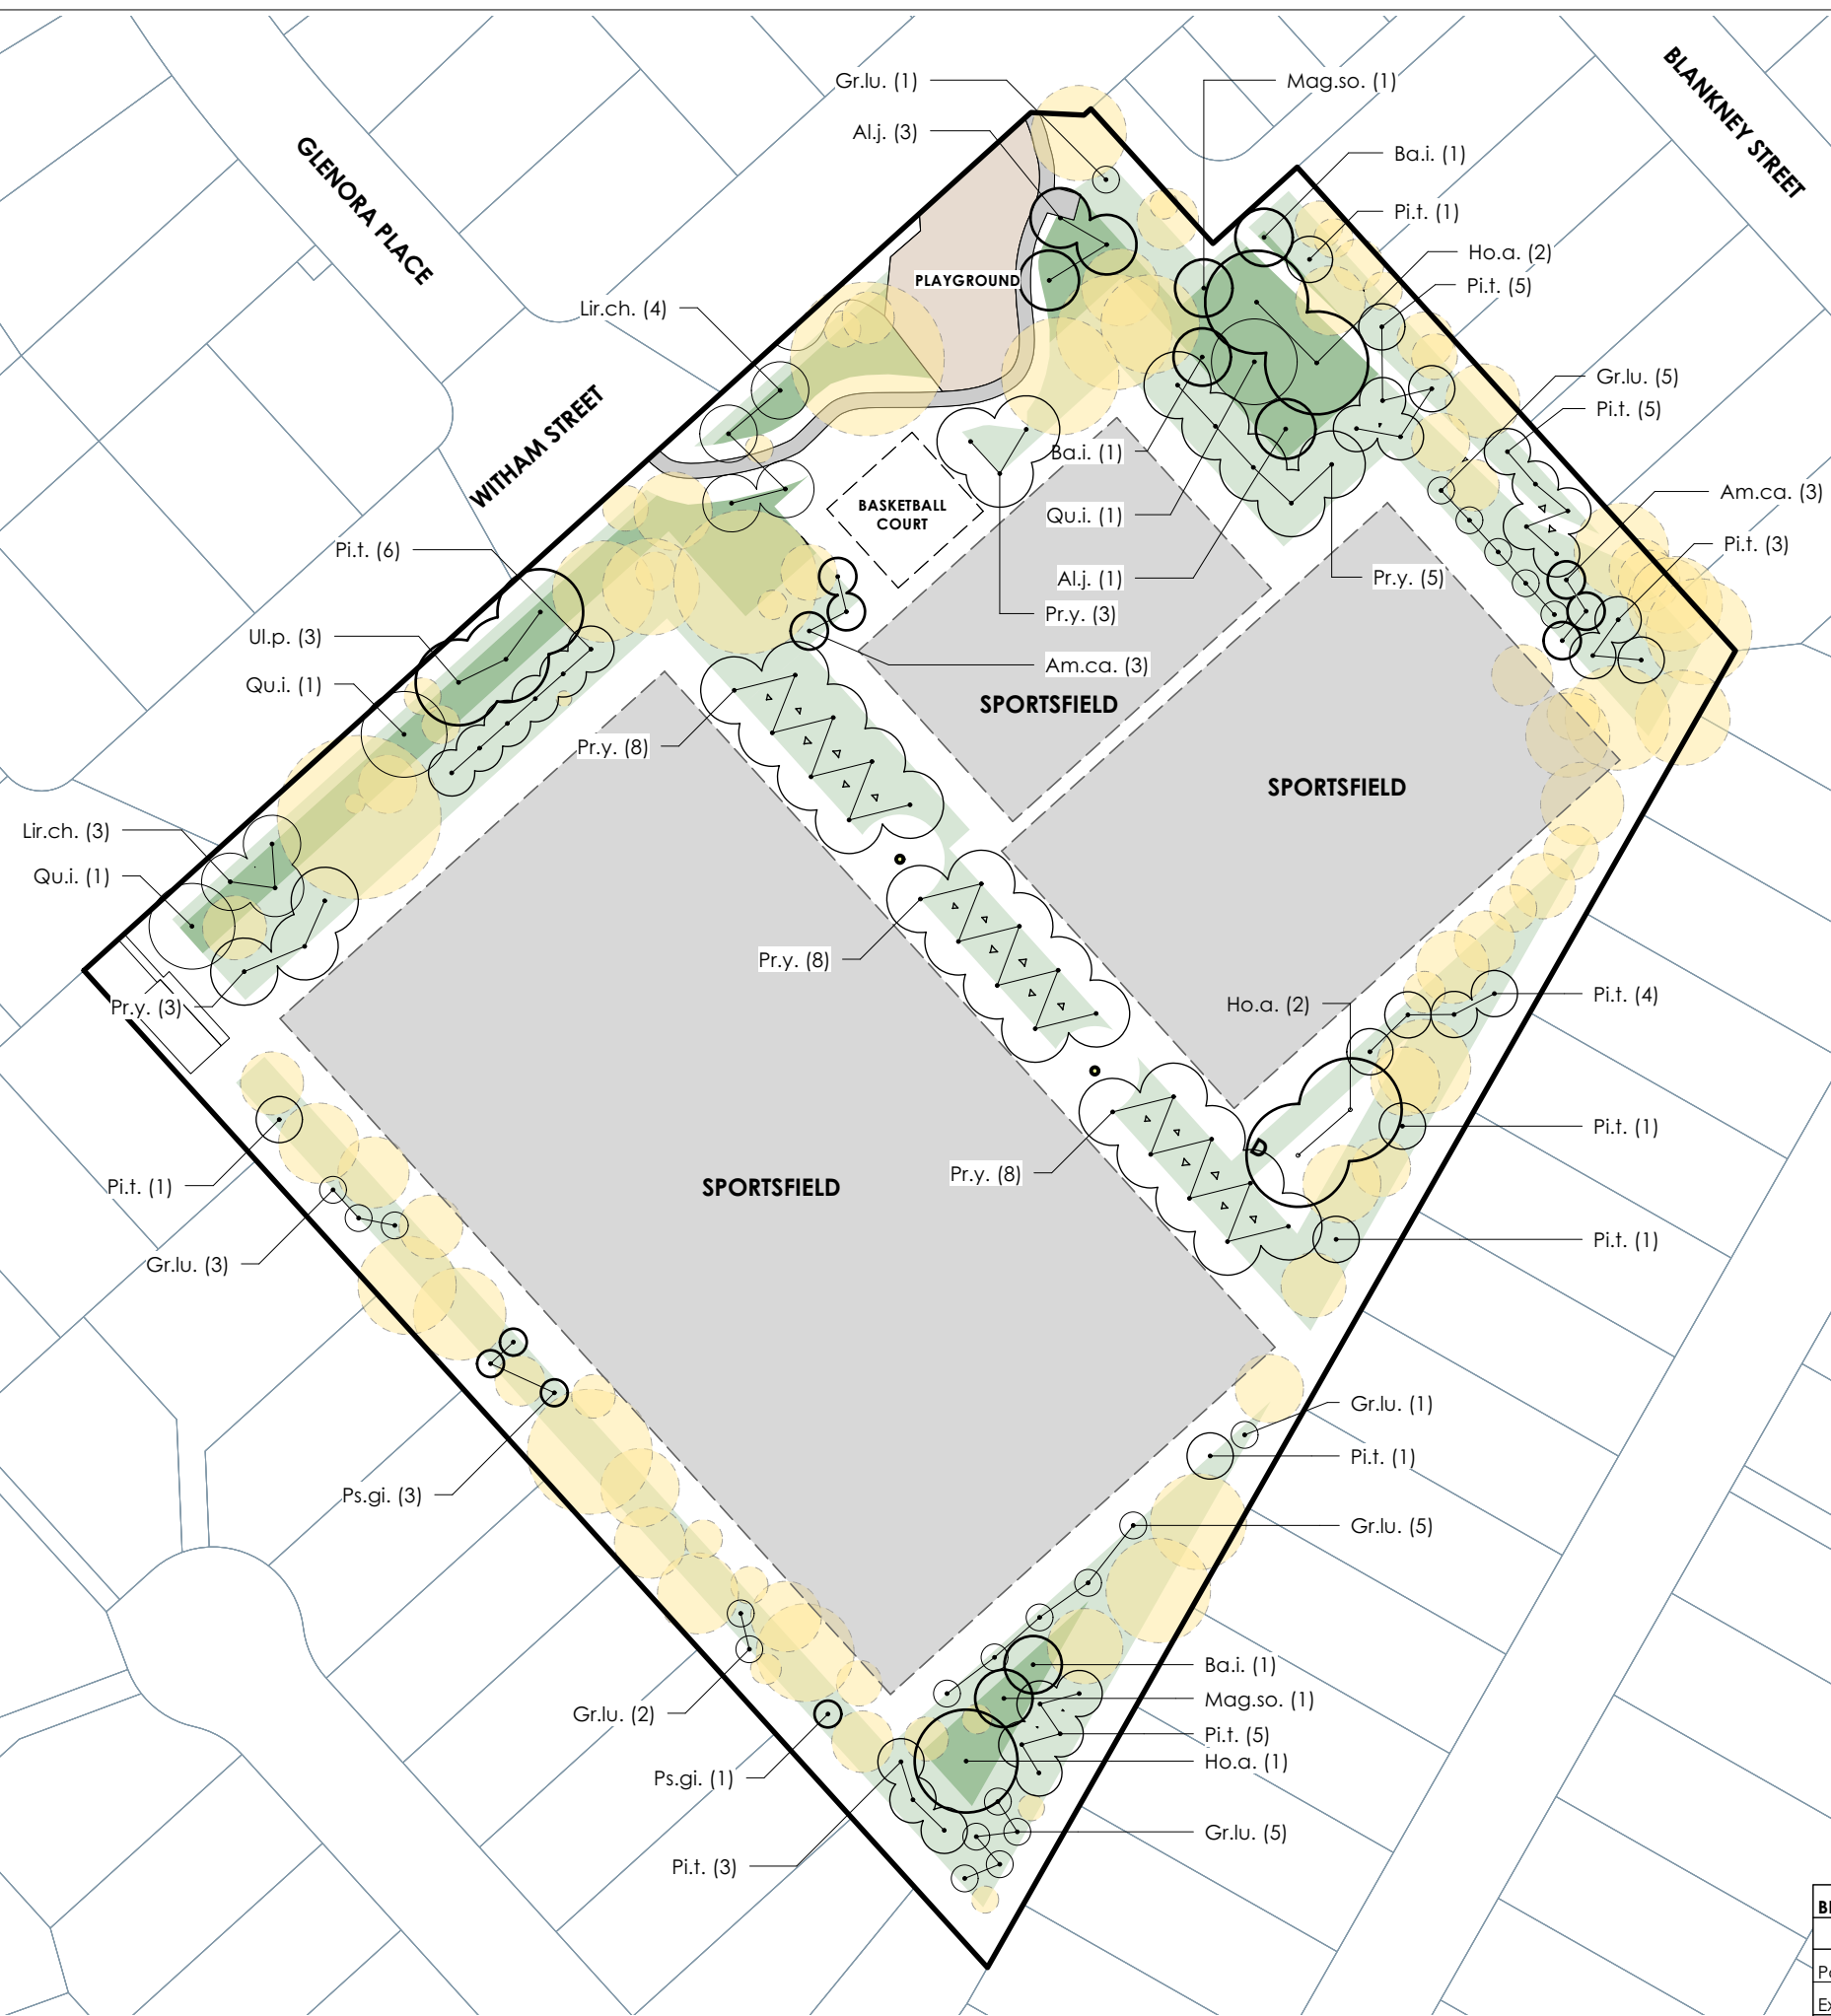 Gr.lu. (1)
Mag.so. (1)
BLANKNEY STREET
Al.j. (3)
Ba.i. (1)
GLENORA PLACE
Pi.t. (1)
Ho.a. (2)
PLAYGROUND
Pi.t. (5)
Lir.ch. (4)
Gr.lu. (5)
Pi.t. (5)
WITHAM STREET
Ba.i. (1)
Am.ca. (3)
BASKETBALL
COURT
Qu.i. (1)
Pi.t. (6)
Pi.t. (3)
Al.j. (1)
Pr.y. (5)
Pr.y. (3)
Ul.p. (3)
Am.ca. (3)
Qu.i. (1)
SPORTSFIELD
Pr.y. (8)
SPORTSFIELD
Lir.ch. (3)
Qu.i. (1)
Pr.y. (8)
Pi.t. (4)
Ho.a. (2)
Pr.y. (3)
Pi.t. (1)
Pr.y. (8)
Pi.t. (1)
SPORTSFIELD
Pi.t. (1)
Gr.lu. (3)
Gr.lu. (1)
Pi.t. (1)
Ps.gi. (3)
Gr.lu. (5)
Ba.i. (1)
Mag.so. (1)
Gr.lu. (2)
Pi.t. (5)
Ho.a. (1)
Ps.gi. (1)
Gr.lu. (5)
Pi.t. (3)